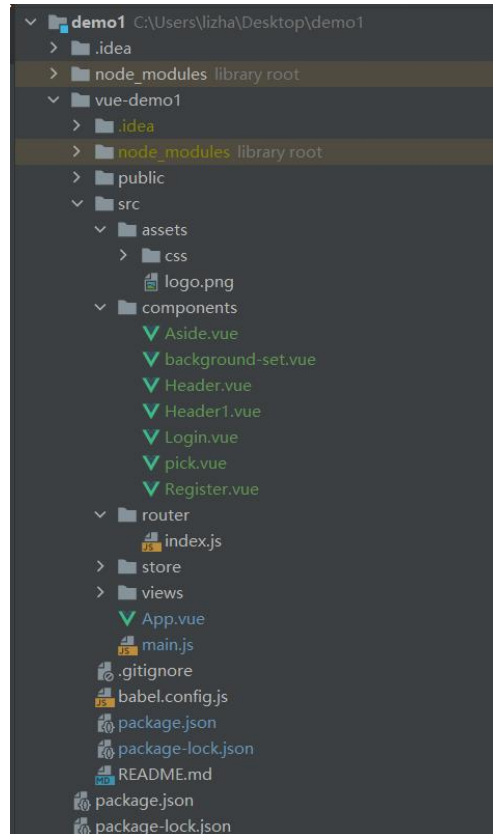 demo1 C:\Users\lizha\Desktop\demo1
.idea
node_modules library root
vue-demo1
.idea
node_modules library root
public
src
assets
css
logo.png
components
Aside.vue
background-set.vue
Header.vue
Header1.vue
Login.vue
pick.vue
Register.vue
router
index.js
store
views
App.vue
main.js
.gitignore
babel.config.js
package.json
package-lock.json
README.md
package.json
package-lock.json